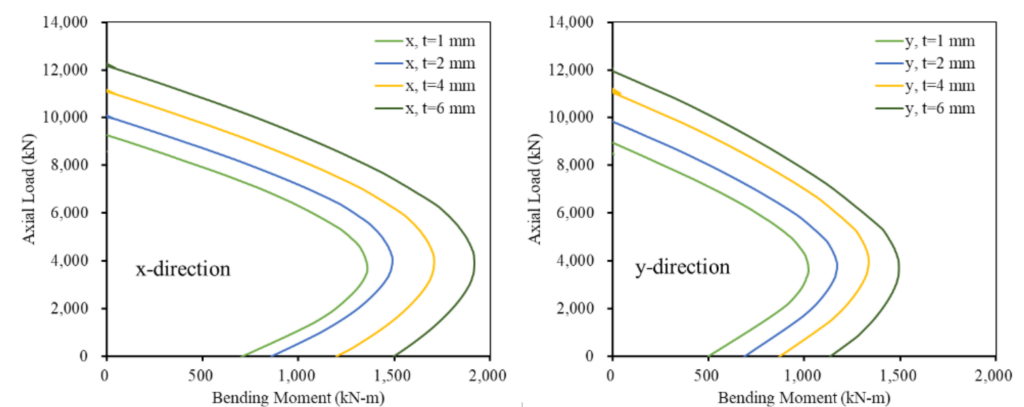 14,000
12,000
10,000
8,000
6,000
4,000
2,000
0
Axial Load (kN)
x, t=1 mm
x, t=2 mm
x, t=4 mm
x, t=6 mm
x-direction
0 500 1,000 1,500 2,000
Bending Moment (kN-m)
14,000
12,000
10,000
8,000
6,000
4,000
2,000
0
Axial Load (kN)
y, t=1 mm
y, t=2 mm
y, t=4 mm
y, t=6 mm
y-direction
0 500 1,000 1,500 2,000
Bending Moment (kN-m)